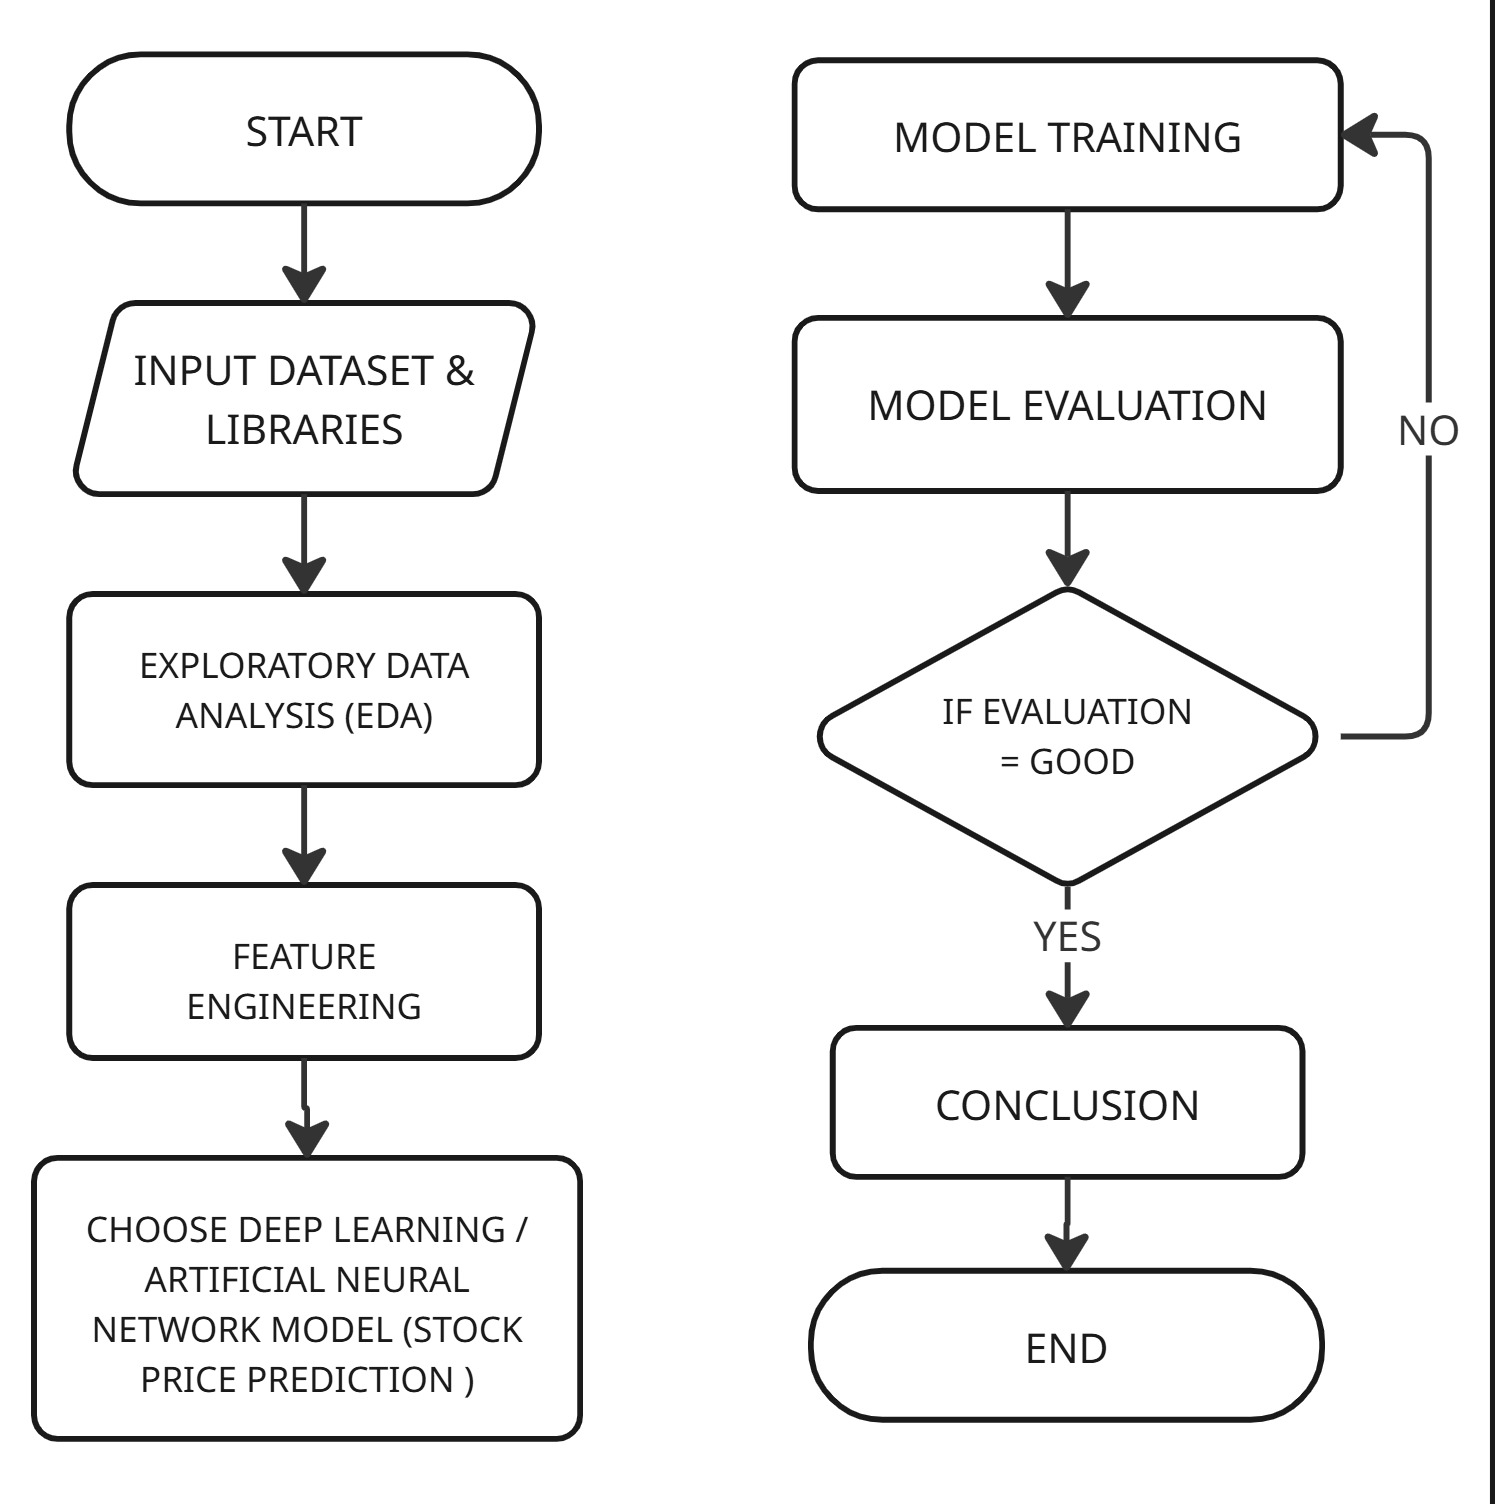 START
INPUT DATASET &
LIBRARIES
EXPLORATORY DATA
ANALYSIS (EDA)
FEATURE
ENGINEERING
CHOOSE DEEP LEARNING /
ARTIFICIAL NEURAL
NETWORK MODEL (STOCK
PRICE PREDICTION )
MODEL TRAINING
MODEL EVALUATION
NO
IF EVALUATION
= GOOD
YES
CONCLUSION
END